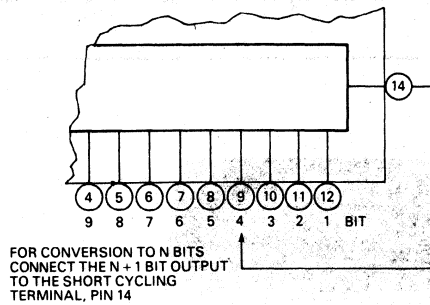 14
4 5 6 7 8 9 10 11 12
9 8 7 6 5 4 3 2 1 BIT
FOR CONVERSION TO N BITS
CONNECT THE N + 1 BIT OUTPUT
TO THE SHORT CYCLING
TERMINAL, PIN 14